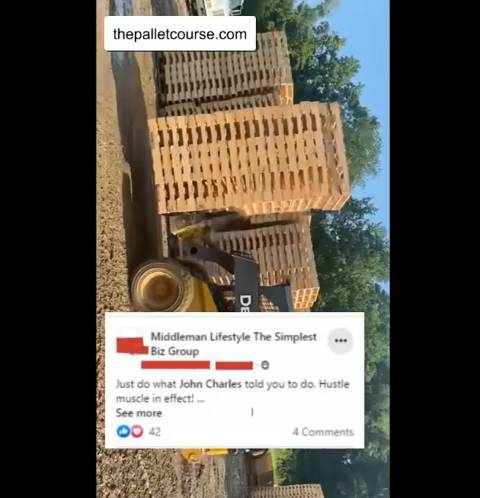 thepalletcourse.com
DE
Middleman Lifestyle The Simplest
Biz Group
Just do what John Charles told you to do. Hustle
muscle in effect! ...
See more
42
4 Comments